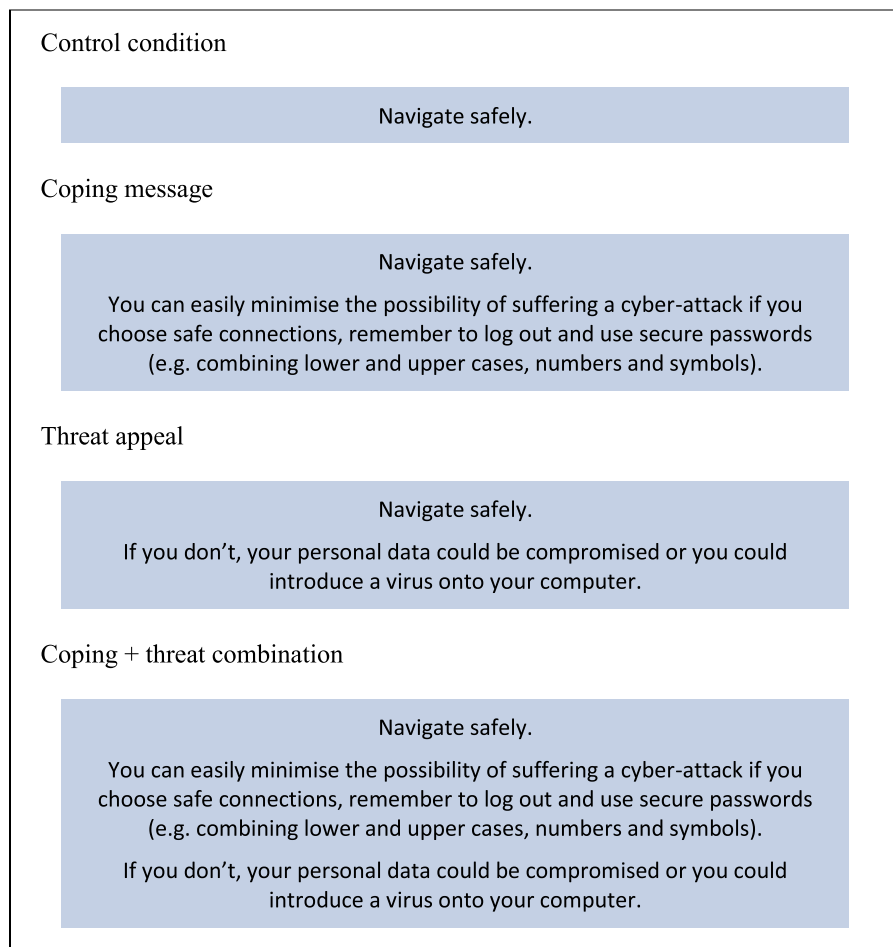 Control condition
Navigate safely.
Coping message
Navigate safely.
You can easily minimise the possibility of suffering a cyber-attack if you
choose safe connections, remember to log out and use secure passwords
(e.g. combining lower and upper cases, numbers and symbols).
Threat appeal
Navigate safely.
If you don’t, your personal data could be compromised or you could
introduce a virus onto your computer.
Coping + threat combination
Navigate safely.
You can easily minimise the possibility of suffering a cyber-attack if you
choose safe connections, remember to log out and use secure passwords
(e.g. combining lower and upper cases, numbers and symbols).
If you don’t, your personal data could be compromised or you could
introduce a virus onto your computer.